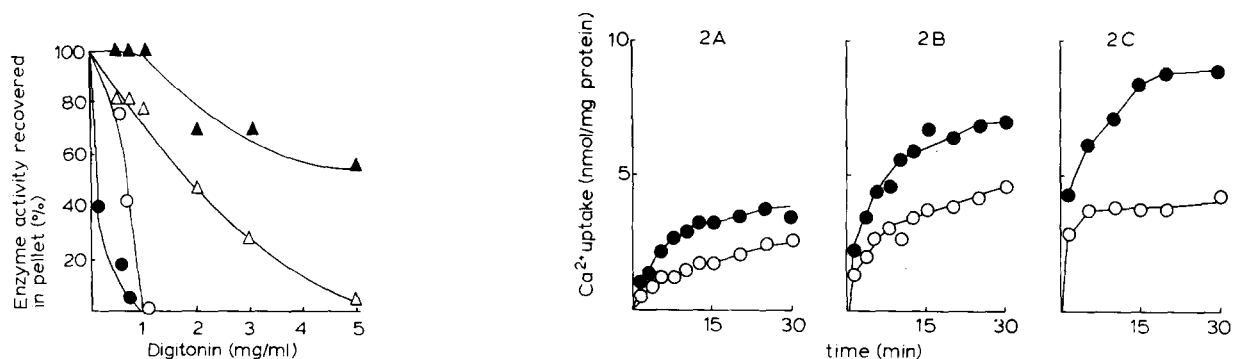 Enzyme activity recovered
in pellet (%)
100
80
60
40
20
1
2
3
4
5
Digitonin (mg/ml)
Ca²⁺uptake (nmol/mg protein)
10
5
2A
2B
2C
15
30
15
30
15
30
time (min)